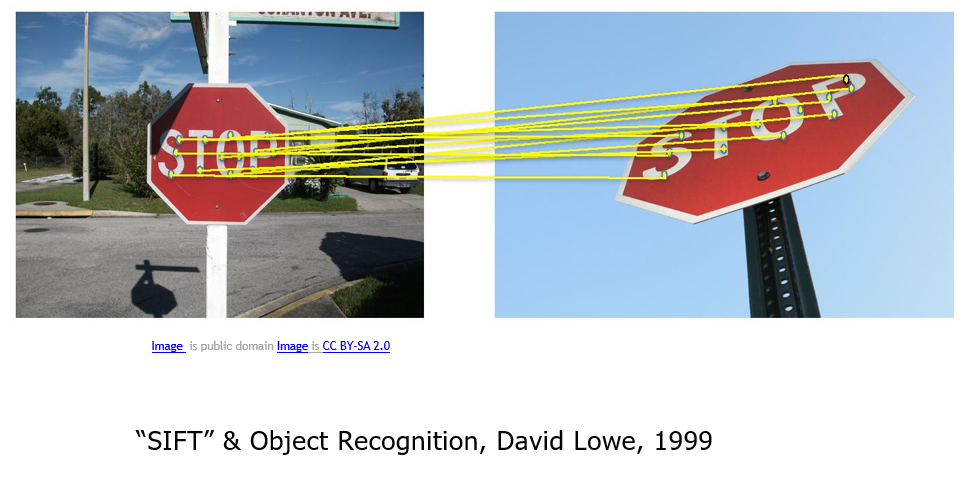 STOP
STOP
Image is public domain Image is CC BY-SA 2.0
“SIFT” & Object Recognition, David Lowe, 1999